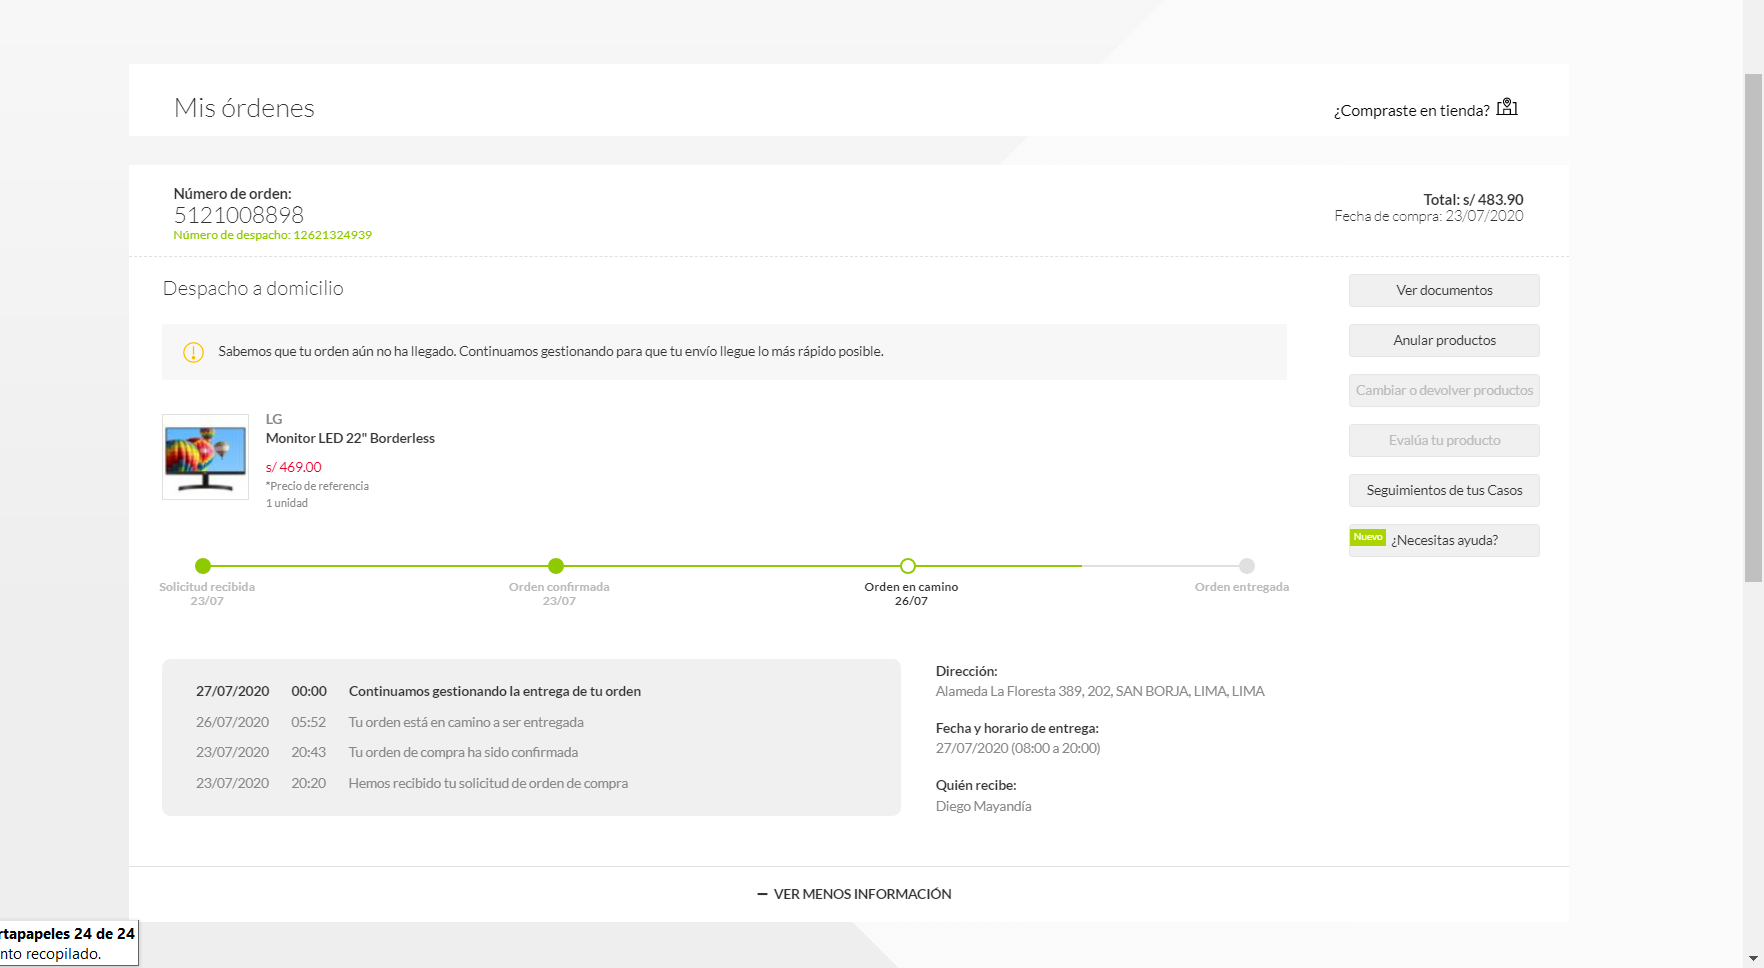 Mis órdenes
¿Compraste en tienda?
Número de orden:
5121008898
Número de despacho: 12621324939
Total: s/ 483.90
Fecha de compra: 23/07/2020
Despacho a domicilio
Sabemos que tu orden aún no ha llegado. Continuamos gestionando para que tu envío llegue lo más rápido posible.
LG
Monitor LED 22" Borderless
s/ 469.00
*Precio de referencia
1 unidad
Ver documentos
Anular productos
Cambiar o devolver productos
Evalúa tu producto
Seguimientos de tus Casos
Nuevo ¿Necesitas ayuda?
Solicitud recibida
23/07
Orden confirmada
23/07
Orden en camino
26/07
Orden entregada
27/07/2020 00:00 Continuamos gestionando la entrega de tu orden
26/07/2020 05:52 Tu orden está en camino a ser entregada
23/07/2020 20:43 Tu orden de compra ha sido confirmada
23/07/2020 20:20 Hemos recibido tu solicitud de orden de compra
Dirección:
Alameda La Floresta 389, 202, SAN BORJA, LIMA, LIMA
Fecha y horario de entrega:
27/07/2020 (08:00 a 20:00)
Quién recibe:
Diego Mayandía
— VER MENOS INFORMACIÓN
rtapapeles 24 de 24
nto recopilado.